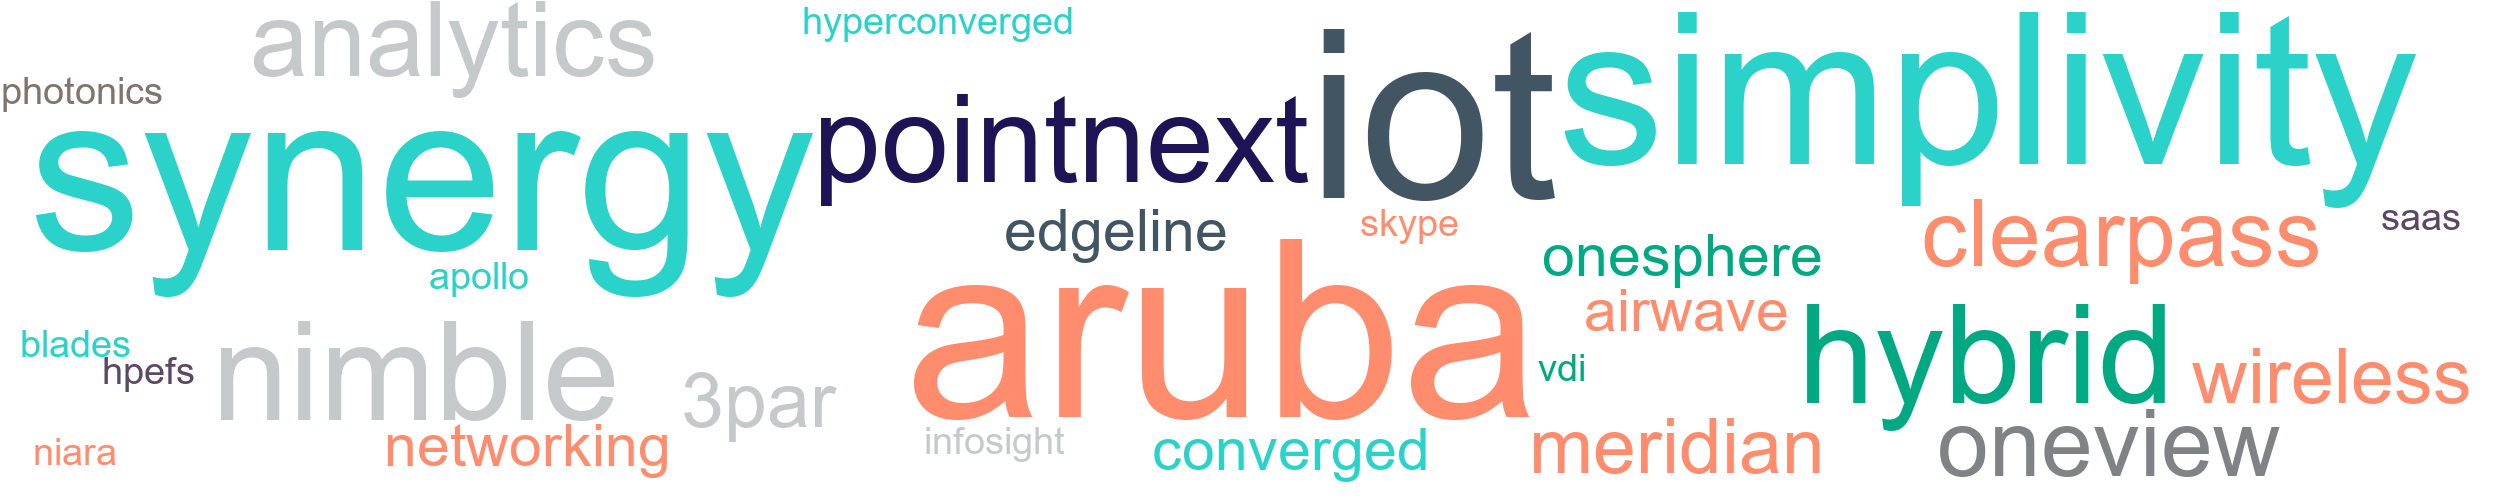 analytics
hyperconverged
iot
simplivity
photonics
synergy
pointnext
edgeline
skype
clearpass
saas
apollo
aruba
onesphere
airwave
hybrid
blades
hpefs
nimble
3par
vdi
wireless
niara
networking
infosight
converged
meridian
oneview